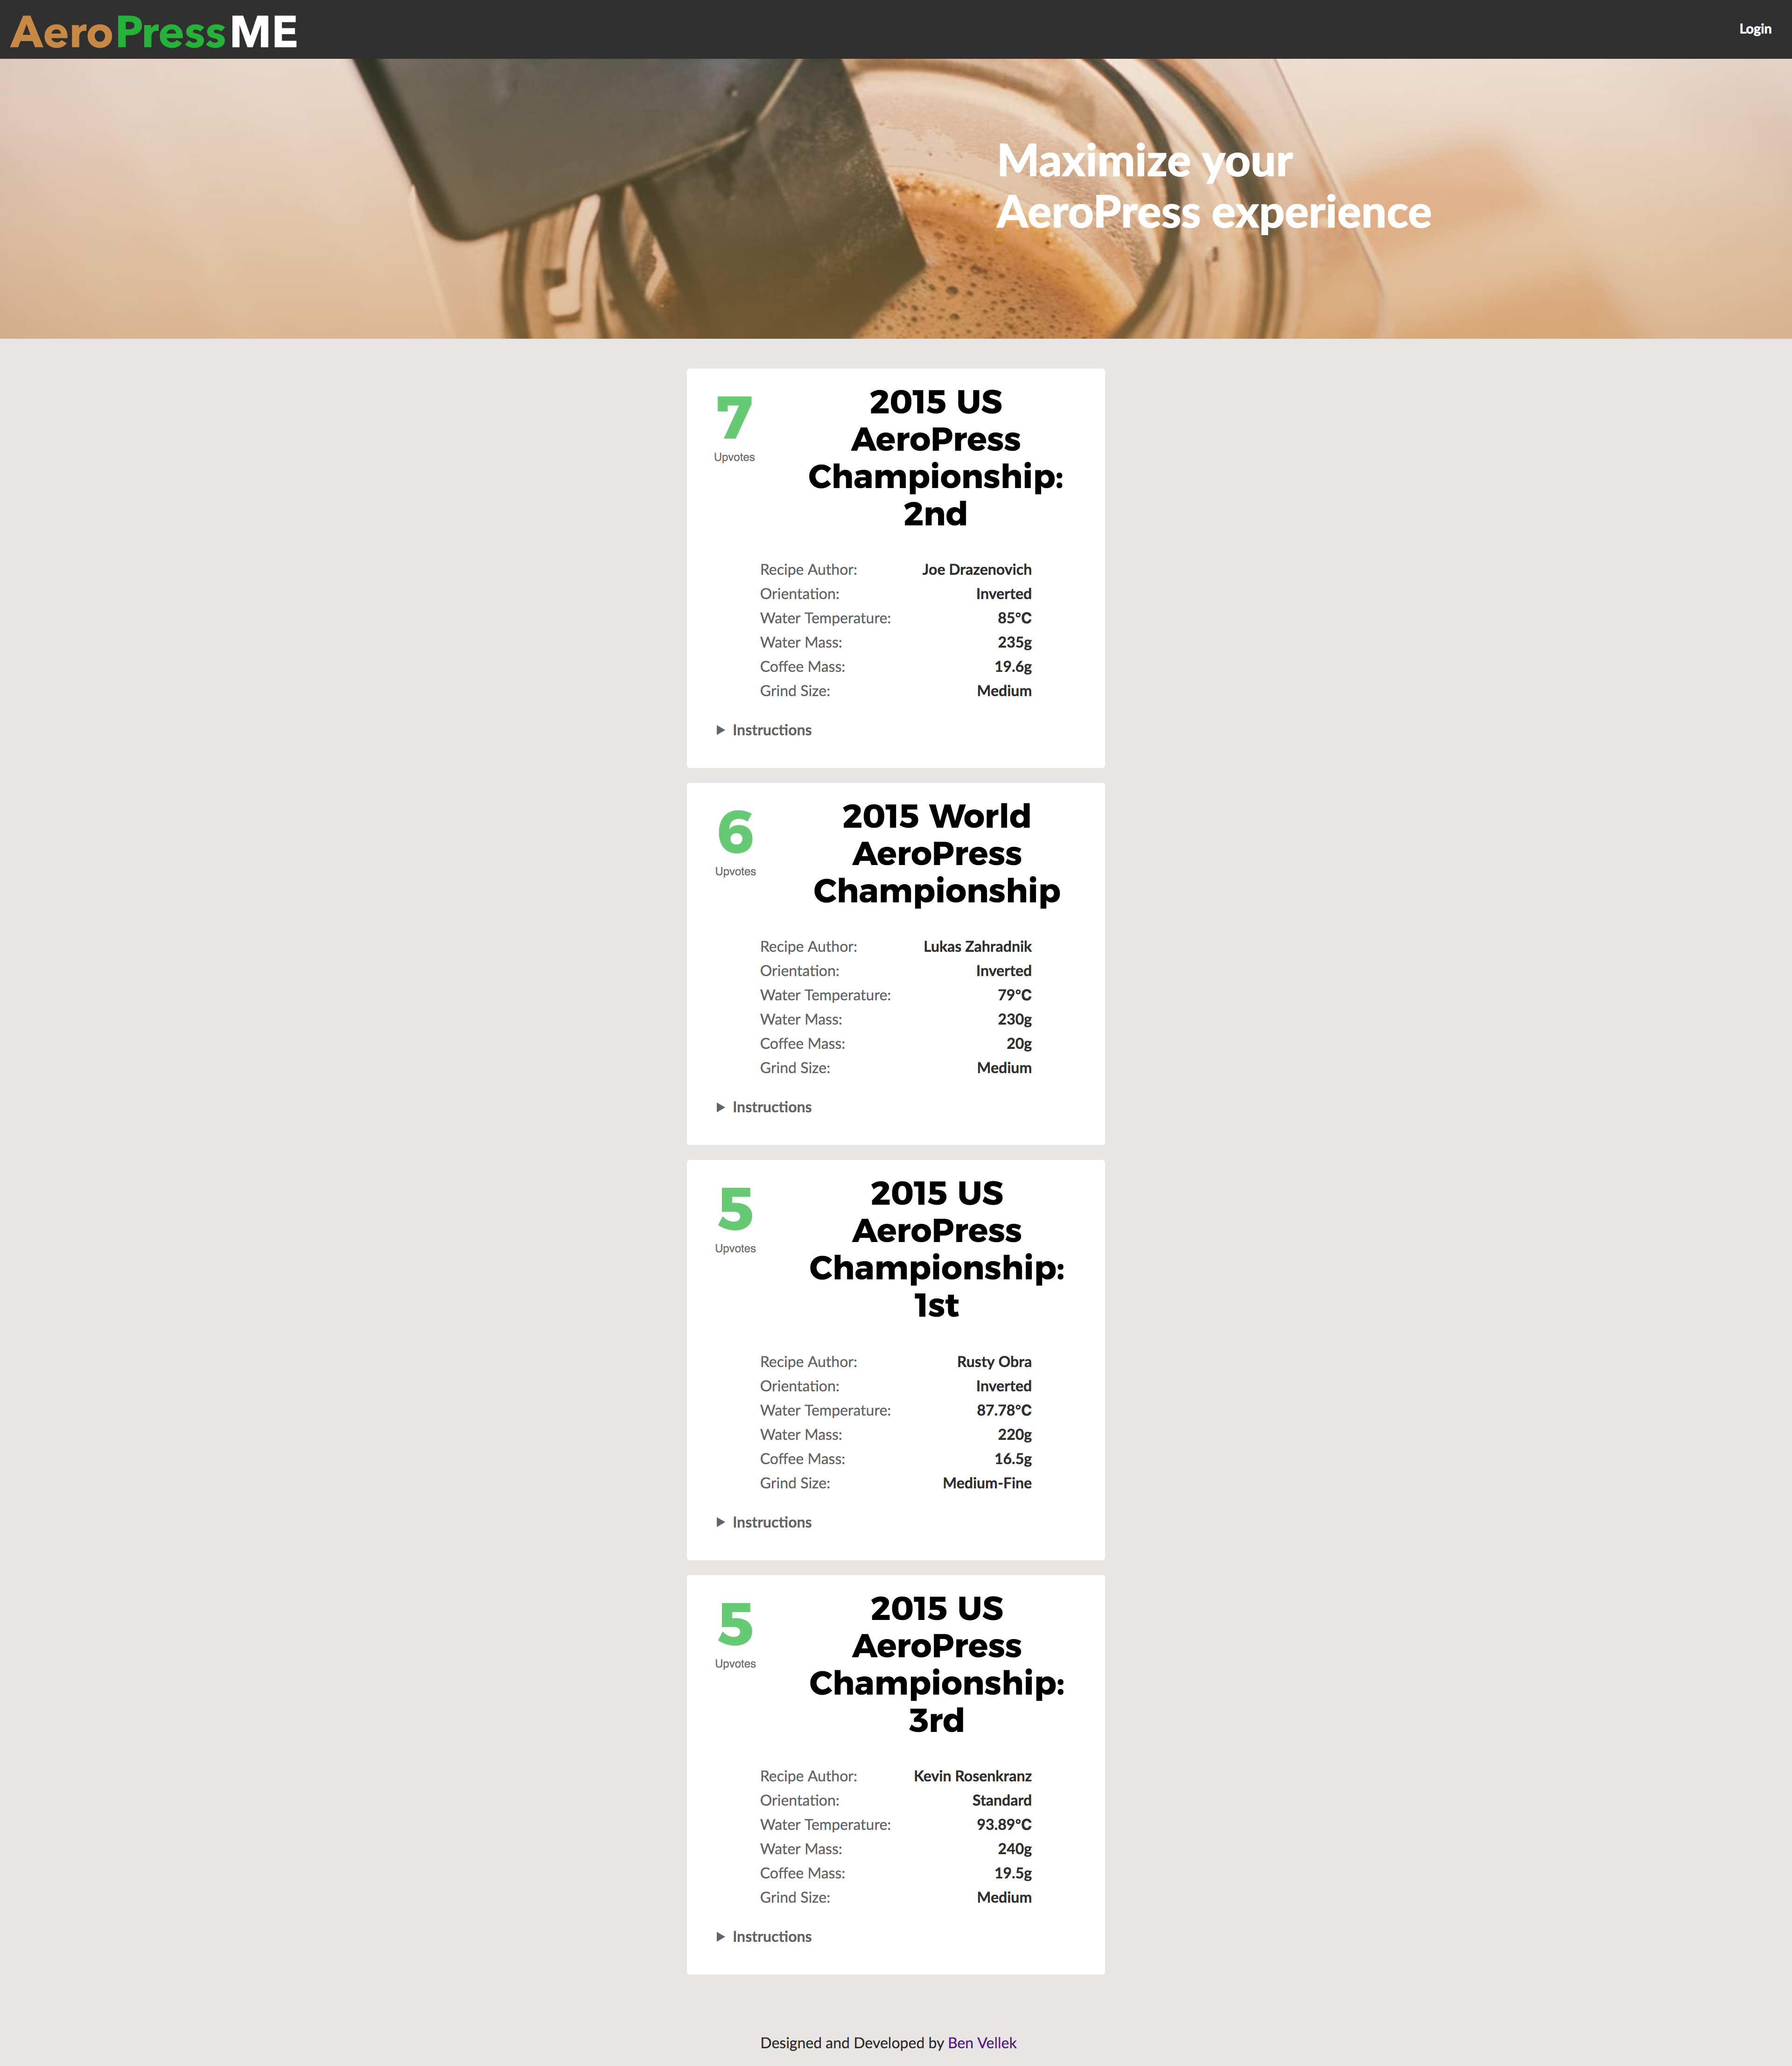 AeroPressME
Login
Maximize your
AeroPress experience
7
Upvotes
2015 US
AeroPress
Championship:
2nd
Recipe Author: Joe Drazenovich
Orientation: Inverted
Water Temperature: 85°C
Water Mass: 235g
Coffee Mass: 19.6g
Grind Size: Medium
▶ Instructions
6
Upvotes
2015 World
AeroPress
Championship
Recipe Author: Lukas Zahradnik
Orientation: Inverted
Water Temperature: 79°C
Water Mass: 230g
Coffee Mass: 20g
Grind Size: Medium
▶ Instructions
5
Upvotes
2015 US
AeroPress
Championship:
1st
Recipe Author: Rusty Obra
Orientation: Inverted
Water Temperature: 87.78°C
Water Mass: 220g
Coffee Mass: 16.5g
Grind Size: Medium-Fine
▶ Instructions
5
Upvotes
2015 US
AeroPress
Championship:
3rd
Recipe Author: Kevin Rosenkranz
Orientation: Standard
Water Temperature: 93.89°C
Water Mass: 240g
Coffee Mass: 19.5g
Grind Size: Medium
▶ Instructions
Designed and Developed by Ben Vellek